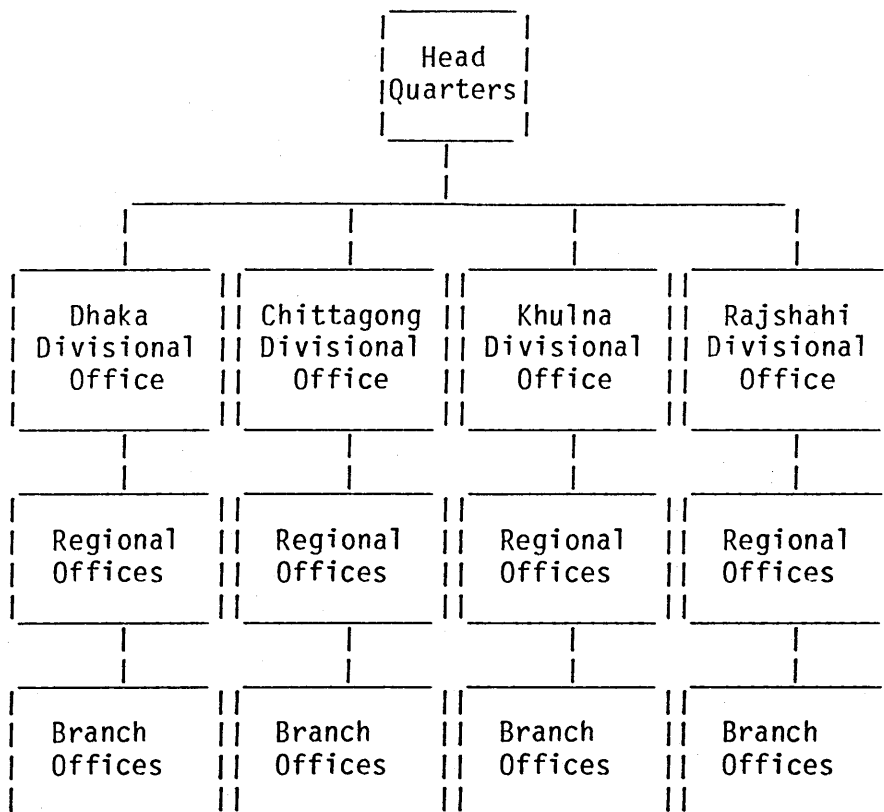 Head
Quarters
Dhaka
Divisional
Office
Chittagong
Divisional
Office
Khulna
Divisional
Office
Rajshahi
Divisional
Office
Regional
Offices
Regional
Offices
Regional
Offices
Regional
Offices
Branch
Offices
Branch
Offices
Branch
Offices
Branch
Offices